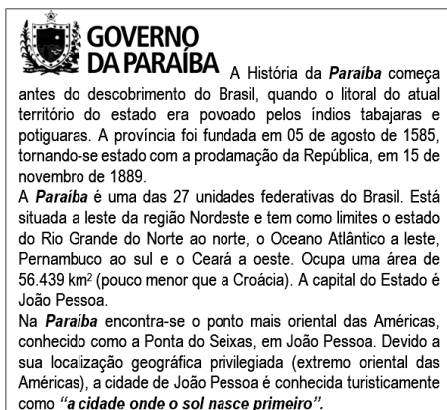 GOVERNO
DA PARAÍBA A História da Paraíba começa
antes do descobrimento do Brasil, quando o litoral do atual
território do estado era povoado pelos índios tabajaras e
potiguaras. A província foi fundada em 05 de agosto de 1585,
tornando-se estado com a proclamação da República, em 15 de
novembro de 1889.
A Paraíba é uma das 27 unidades federativas do Brasil. Está
situada a leste da região Nordeste e tem como limites o estado
do Rio Grande do Norte ao norte, o Oceano Atlântico a leste,
Pernambuco ao sul e o Ceará a oeste. Ocupa uma área de
56.439 km² (pouco menor que a Croácia). A capital do Estado é
João Pessoa.
Na Paraíba encontra-se o ponto mais oriental das Américas,
conhecido como a Ponta do Seixas, em João Pessoa. Devido a
sua localização geográfica privilegiada (extremo oriental das
Américas), a cidade de João Pessoa é conhecida turisticamente
como “a cidade onde o sol nasce primeiro”.